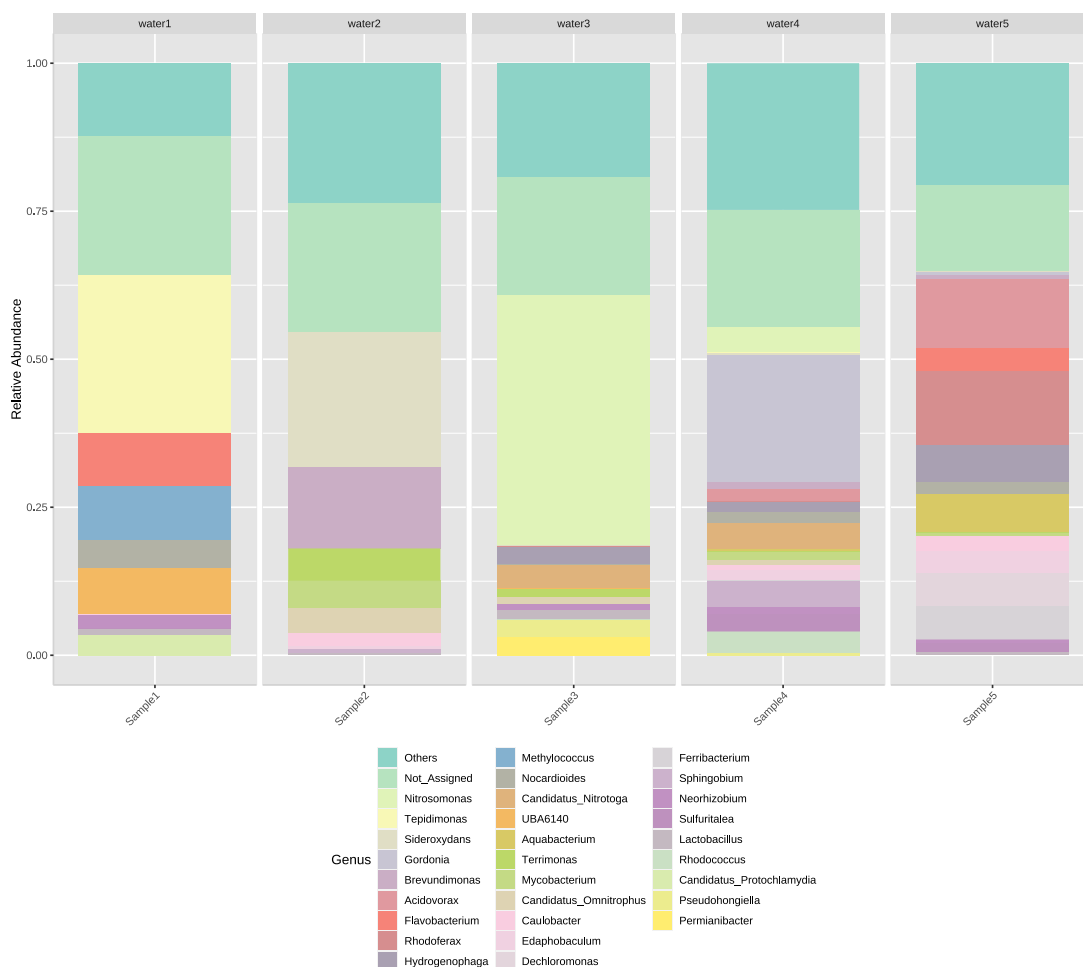 water1 water2 water3 water4 water5
1.00
0.75
0.50
0.25
0.00
Relative Abundance
Sample1 Sample2 Sample3 Sample4 Sample5
Genus
Others
Not_Assigned
Nitrosomonas
Tepidimonas
Sideroxydans
Gordonia
Brevundimonas
Acidovorax
Flavobacterium
Rhodoferax
Hydrogenophaga
Methylococcus
Nocardioides
Candidatus_Nitrotoga
UBA6140
Aquabacterium
Terrimonas
Mycobacterium
Candidatus_Omnitrophus
Caulobacter
Edaphobaculum
Dechloromonas
Ferribacterium
Sphingobium
Neorhizobium
Sulfuritalea
Lactobacillus
Rhodococcus
Candidatus_Protochlamydia
Pseudohongiella
Permianibacter